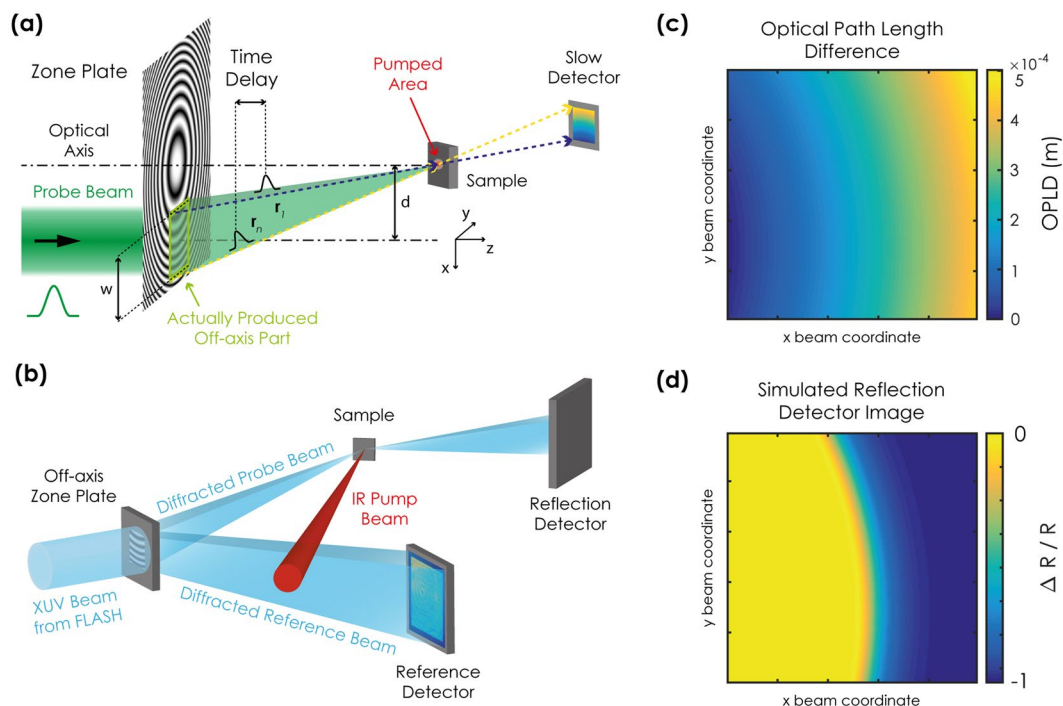 (a)
Zone Plate
Time
Delay
Pumped
Area
Slow
Detector
Optical
Axis
Probe Beam
Sample
d
r1
rn
w
y
z
x
Actually Produced
Off-axis Part
(b)
Sample
Off-axis
Zone Plate
Diffracted Probe Beam
IR Pump
Beam
Reflection
Detector
XUV Beam
from FLASH
Diffracted Reference Beam
Reference
Detector
(c)
Optical Path Length
Difference
×10⁻⁴
5
4
3
2
1
0
OPLD (m)
y beam coordinate
x beam coordinate
(d)
Simulated Reflection
Detector Image
0
-1
Δ R / R
y beam coordinate
x beam coordinate